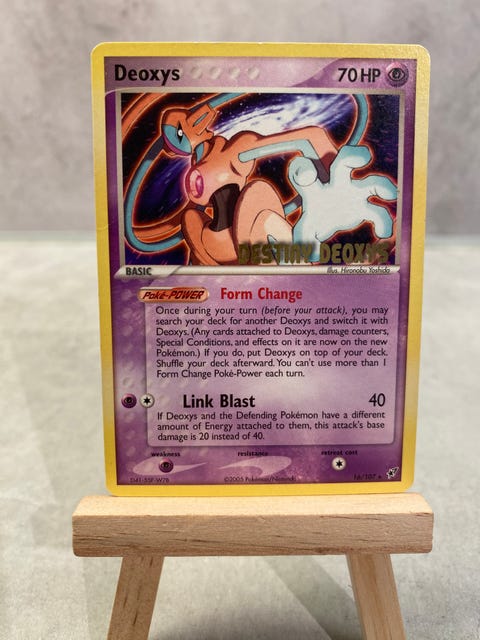 Deoxys 70 HP
DESTINY DEOXYS
BASIC Illus. Hironobu Yoshida
Poké-POWER Form Change
Once during your turn (before your attack), you may
search your deck for another Deoxys and switch it with
Deoxys. (Any cards attached to Deoxys, damage counters,
Special Conditions, and effects on it are now on the new
Pokémon.) If you do, put Deoxys on top of your deck.
Shuffle your deck afterward. You can't use more than 1
Form Change Poké-Power each turn.
Link Blast 40
If Deoxys and the Defending Pokémon have a different
amount of Energy attached to them, this attack's base
damage is 20 instead of 40.
weakness resistance retreat cost
©2005 Pokémon/Nintendo 16/107